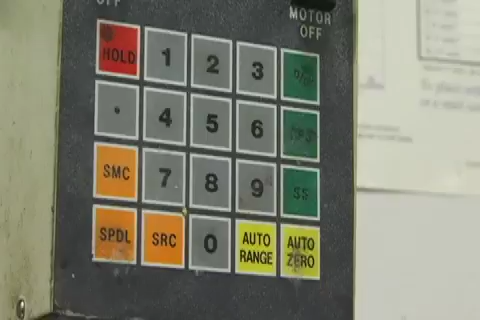 OFF
MOTOR
OFF
HOLD 1 2 3
. 4 5 6
SMC 7 8 9 SS
SPDL SRC 0 AUTO RANGE AUTO ZERO